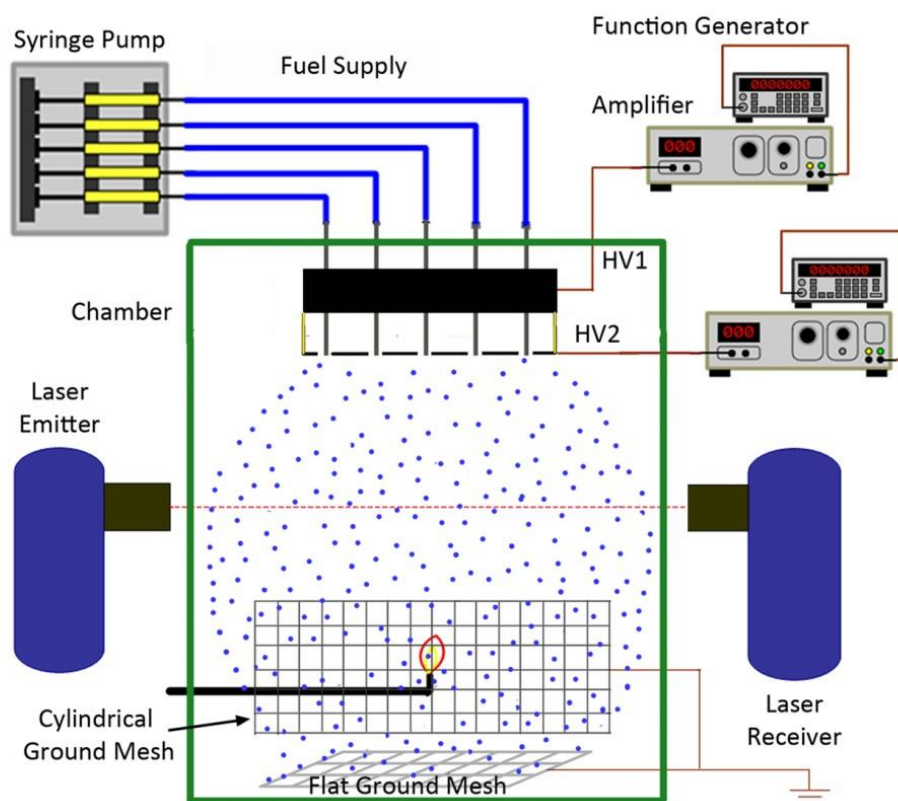 Syringe Pump
Fuel Supply
Function Generator
Amplifier
000
HV1
Chamber
HV2
000
Laser
Emitter
Cylindrical
Ground Mesh
Laser
Receiver
Flat Ground Mesh